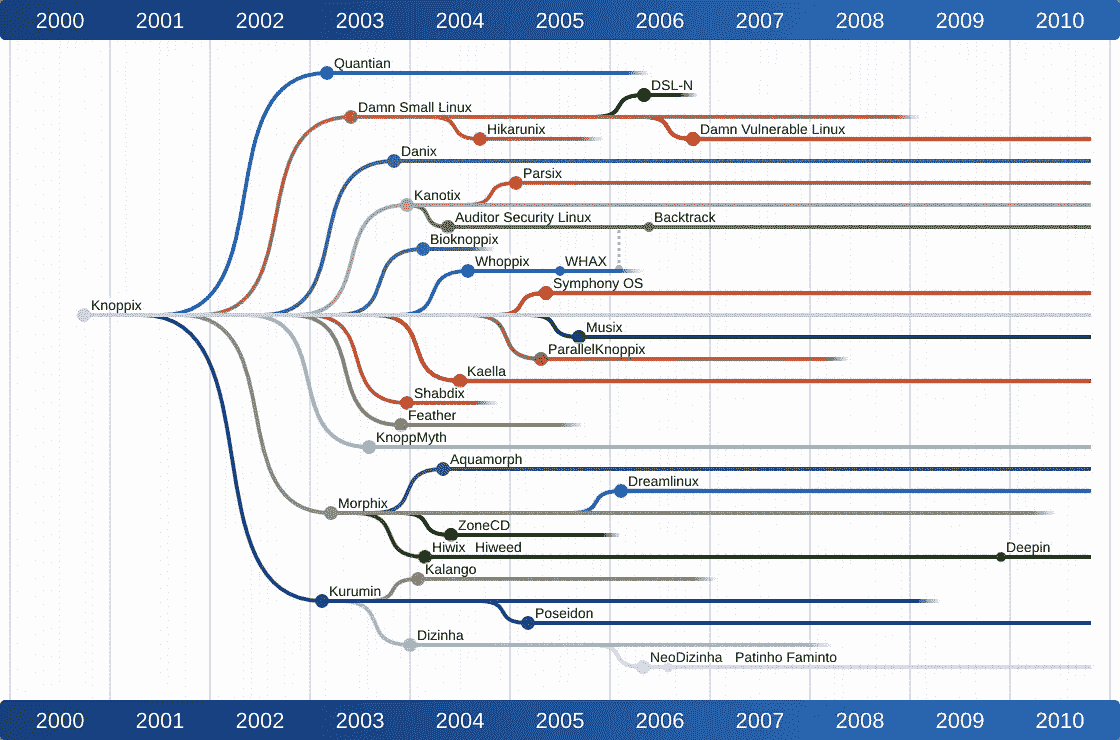 2000 2001 2002 2003 2004 2005 2006 2007 2008 2009 2010
Quantian
DSL-N
Damn Small Linux
Hikarunix
Damn Vulnerable Linux
Danix
Parsix
Kanotix
Auditor Security Linux
Backtrack
Bioknoppix
Whoppix
WHAX
Symphony OS
Knoppix
Musix
ParallelKnoppix
Kaella
Shabdix
Feather
KnoppMyth
Aquamorph
Dreamlinux
Morphix
ZoneCD
Hiwix Hiweed
Deepin
Kalango
Kurumin
Poseidon
Dizinha
NeoDizinha Patinho Faminto
2000 2001 2002 2003 2004 2005 2006 2007 2008 2009 2010